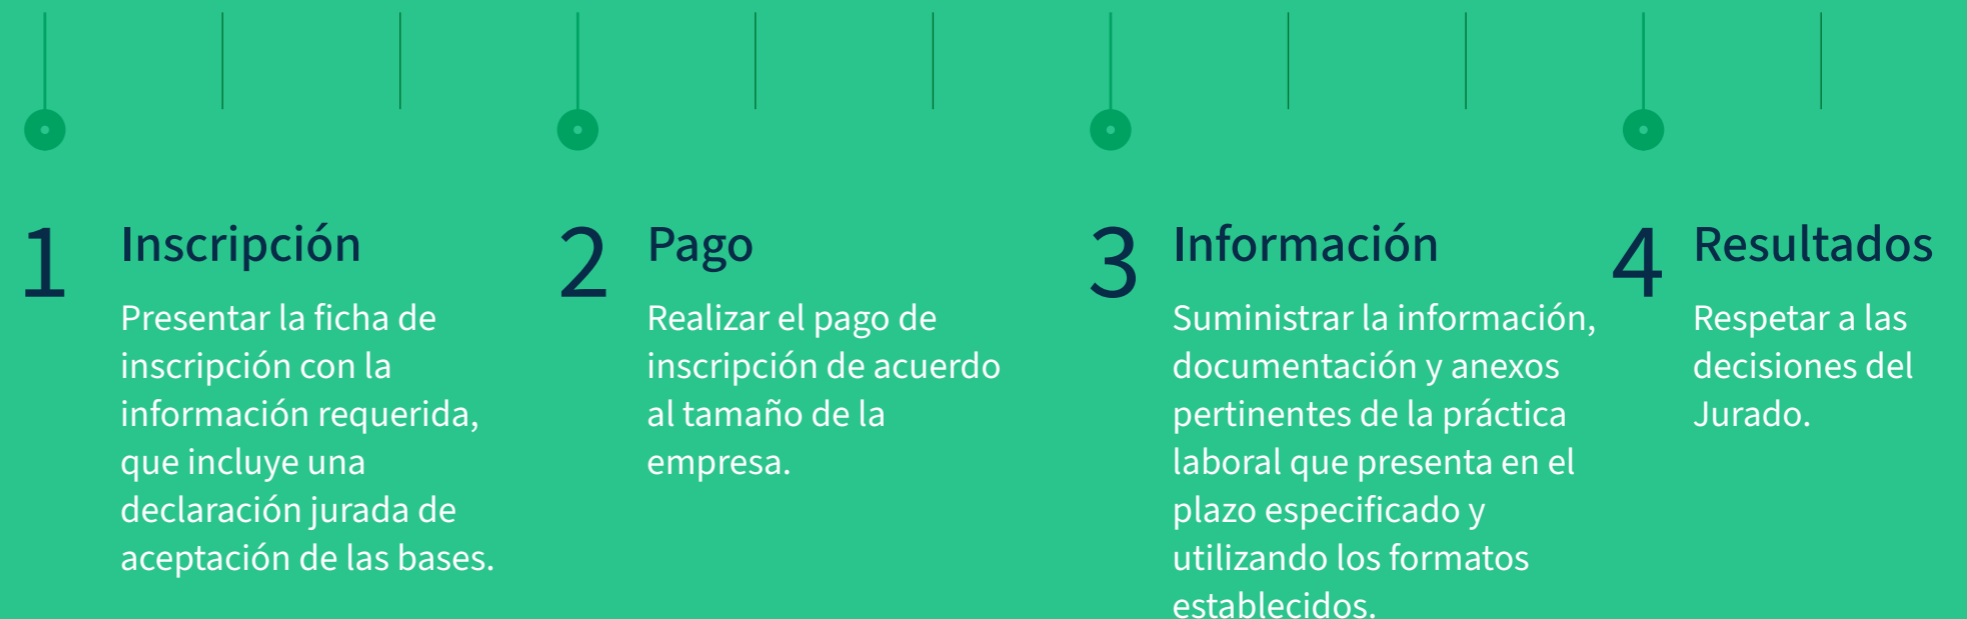 1
Inscripción
Presentar la ficha de
inscripción con la
información requerida,
que incluye una
declaración jurada de
aceptación de las bases.
2
Pago
Realizar el pago de
inscripción de acuerdo
al tamaño de la
empresa.
3
Información
Suministrar la información,
documentación y anexos
pertinentes de la práctica
laboral que presenta en el
plazo especificado y
utilizando los formatos
establecidos.
4
Resultados
Respetar a las
decisiones del
Jurado.